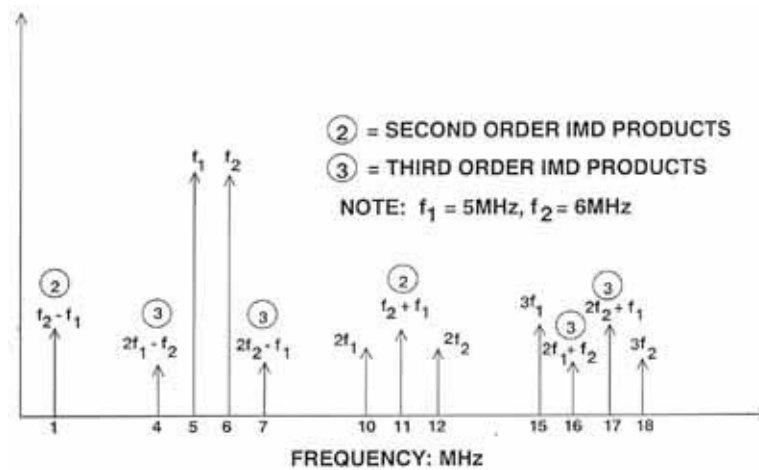 ② = SECOND ORDER IMD PRODUCTS
f₁ f₂
③ = THIRD ORDER IMD PRODUCTS
NOTE: f₁ = 5MHz, f₂ = 6MHz
②
f₂ - f₁
③
2f₁ - f₂
③
2f₂ - f₁
②
f₂ + f₁
2f₁
2f₂
3f₁
③
2f₁ + f₂
③
2f₂ + f₁
3f₂
1 4 5 6 7 10 11 12 15 16 17 18
FREQUENCY: MHz